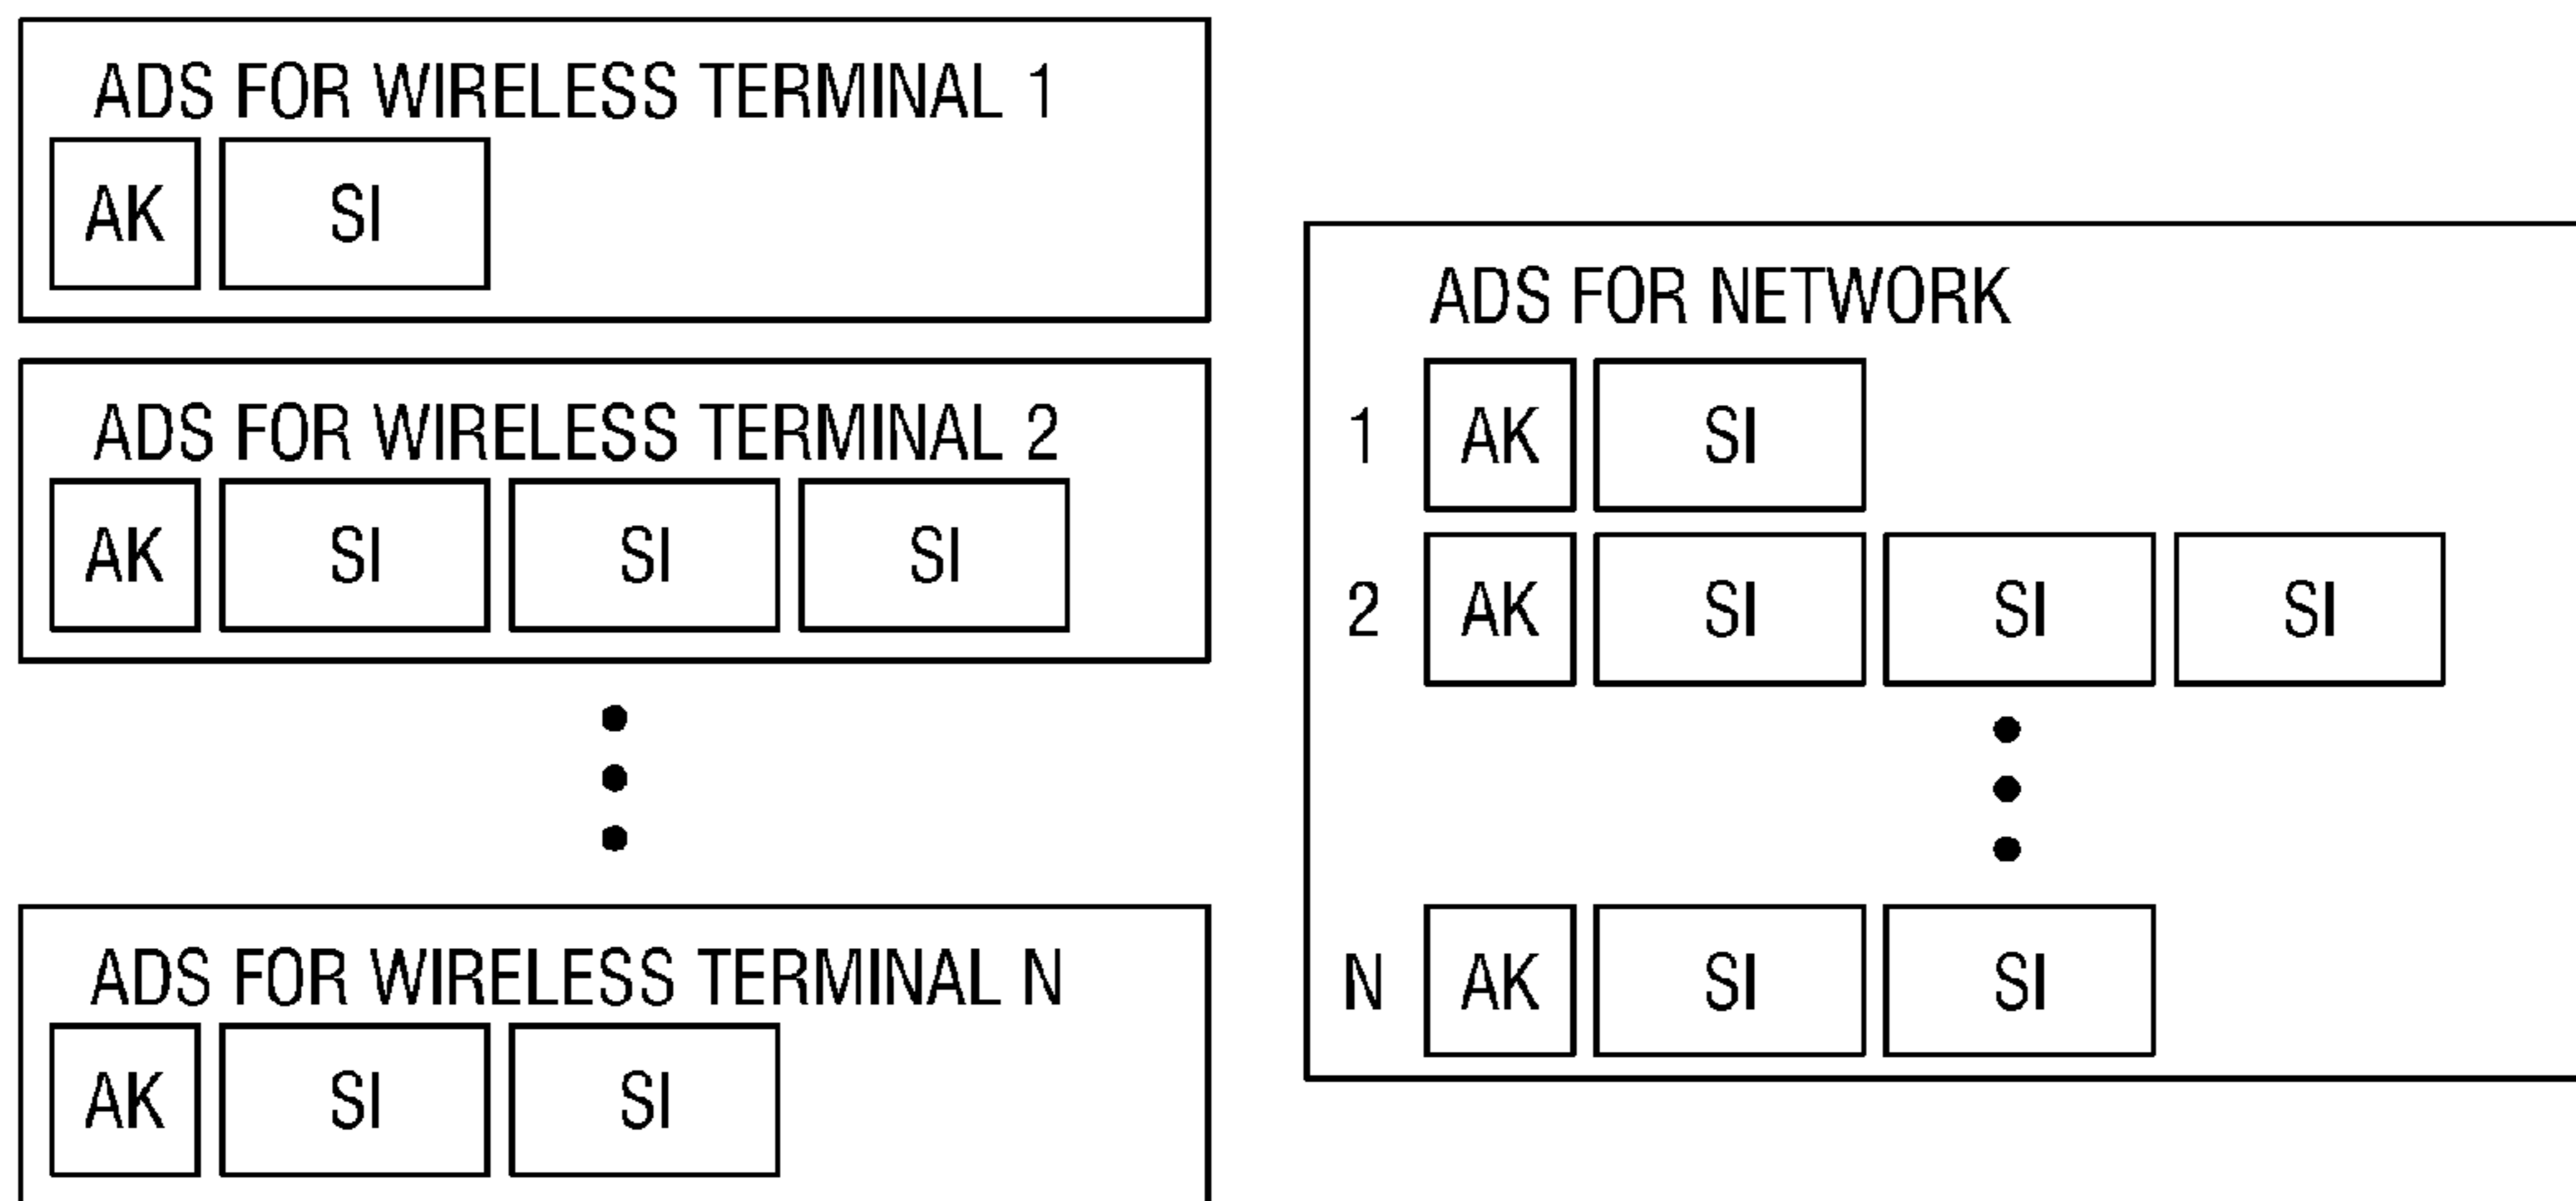 ADS FOR WIRELESS TERMINAL 1
AK SI
ADS FOR WIRELESS TERMINAL 2
AK SI SI SI
ADS FOR WIRELESS TERMINAL N
AK SI SI
ADS FOR NETWORK
1 AK SI
2 AK SI SI SI
N AK SI SI